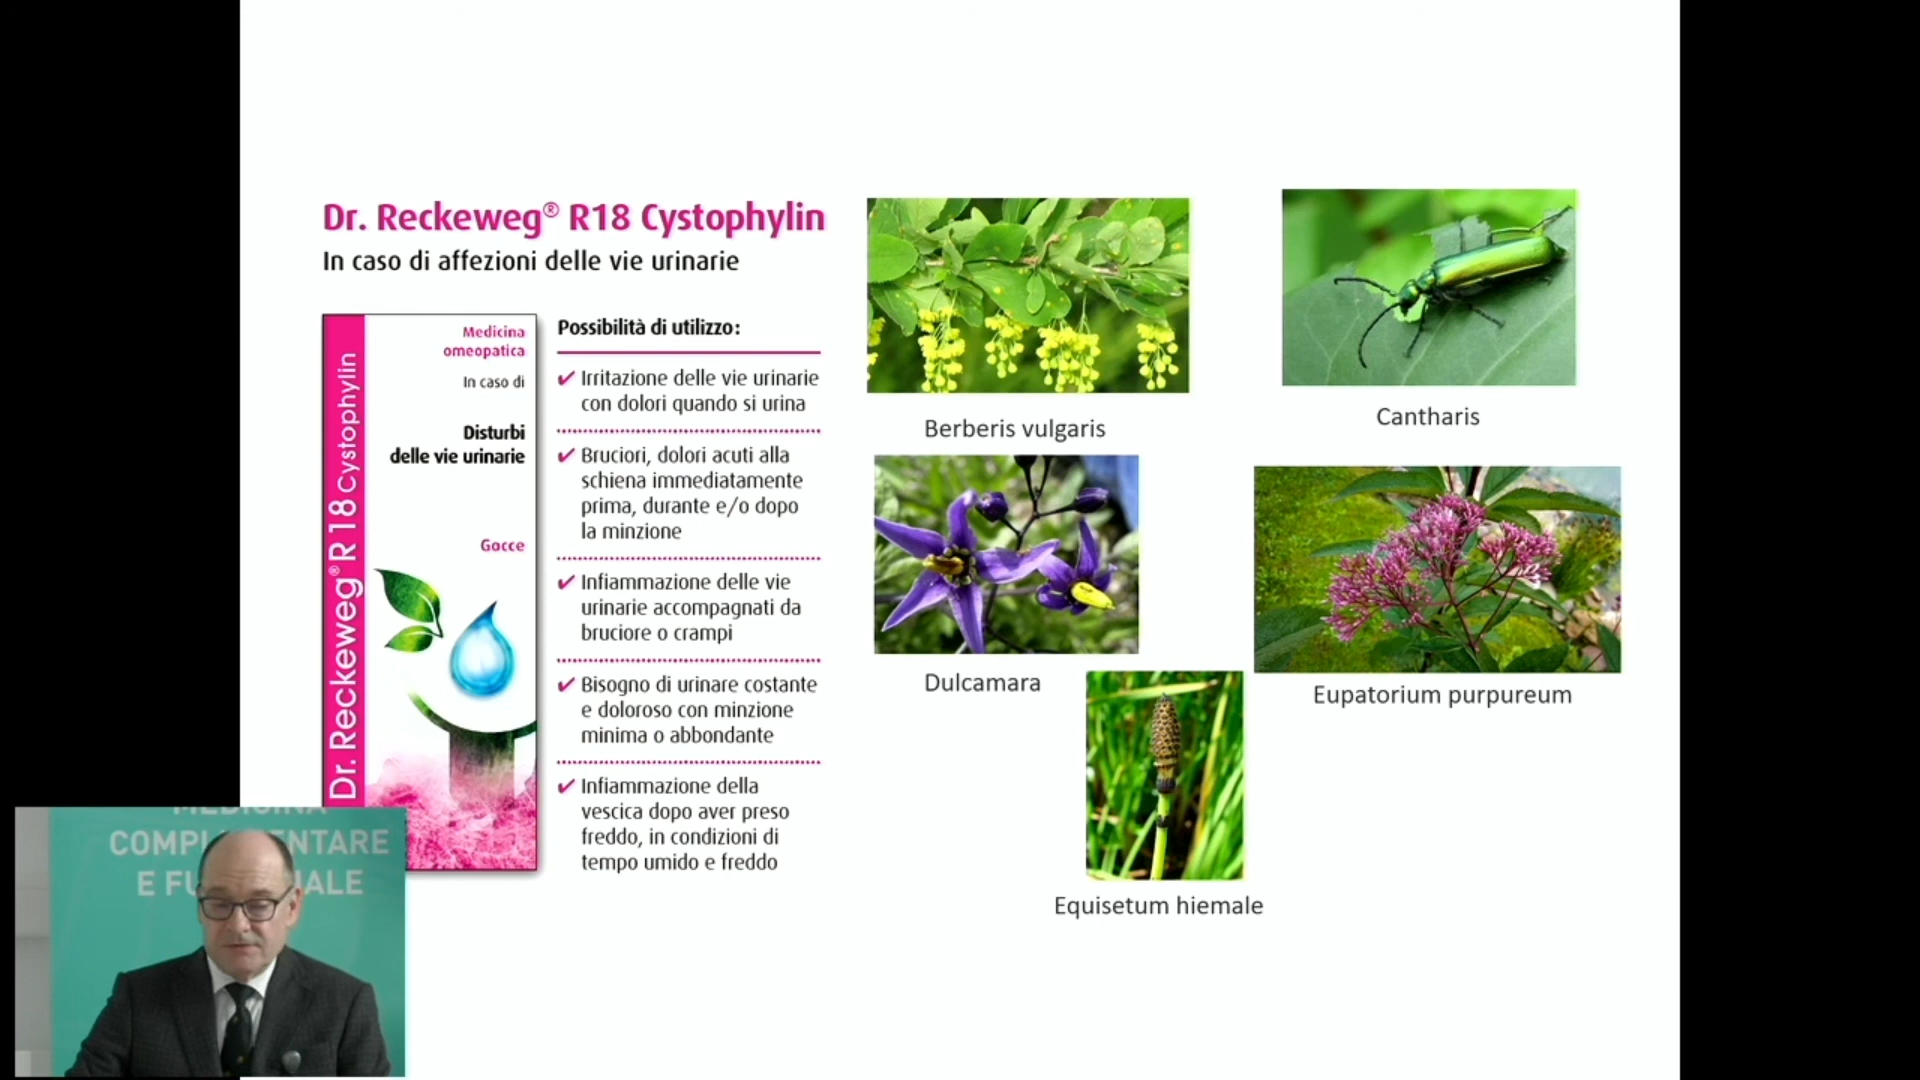 Dr. Reckeweg® R18 Cystophylin
In caso di affezioni delle vie urinarie
Dr. Reckeweg® R 18 Cystophylin
Medicina
omeopatica
In caso di
Disturbi
delle vie urinarie
Gocce
Possibilità di utilizzo:
✔ Irritazione delle vie urinarie
con dolori quando si urina
✔ Bruciori, dolori acuti alla
schiena immediatamente
prima, durante e/o dopo
la minzione
✔ Infiammazione delle vie
urinarie accompagnati da
bruciore o crampi
✔ Bisogno di urinare costante
e doloroso con minzione
minima o abbondante
✔ Infiammazione della
vescica dopo aver preso
freddo, in condizioni di
tempo umido e freddo
Berberis vulgaris
Cantharis
Dulcamara
Eupatorium purpureum
Equisetum hiemale
MEDICINA
COMPL NTARE
E FU ALE